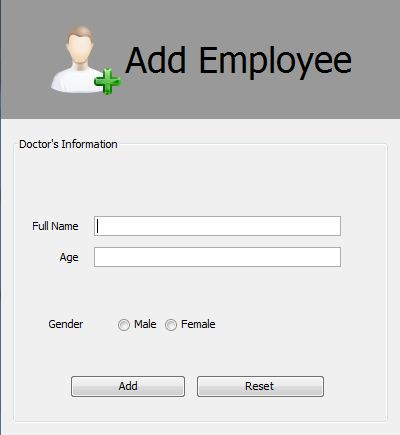 Add Employee
Doctor's Information
Full Name
Age
Gender Male Female
Add Reset